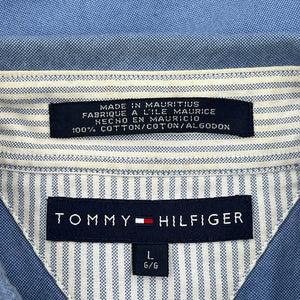 MADE IN MAURITIUS
FABRIQUE A L'ILE MAURICE
HECHO EN MAURICIO
100% COTTON/COTON/ALGODON
TOMMY HILFIGER
L
G/G